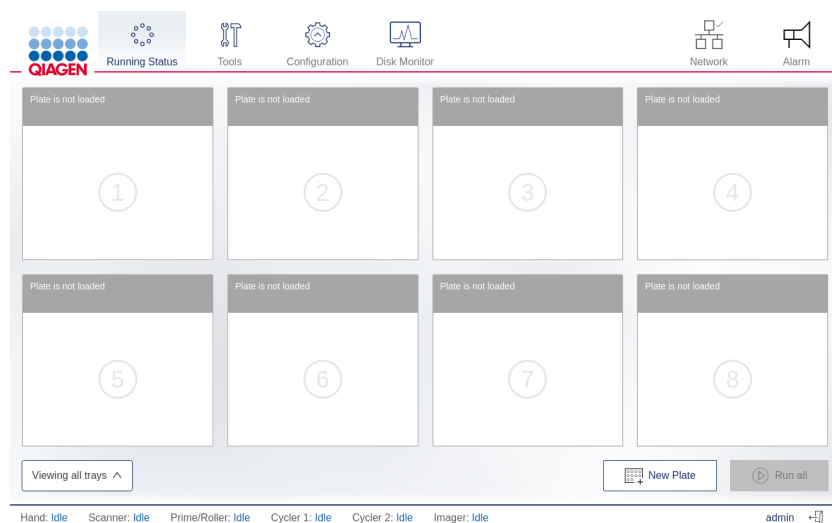 QIAGEN
Running Status
Tools
Configuration
Disk Monitor
Network
Alarm
Plate is not loaded
Plate is not loaded
Plate is not loaded
Plate is not loaded
1
2
3
4
Plate is not loaded
Plate is not loaded
Plate is not loaded
Plate is not loaded
5
6
7
8
Viewing all trays
New Plate
Run all
Hand: Idle
Scanner: Idle
Prime/Roller: Idle
Cycler 1: Idle
Cycler 2: Idle
Imager: Idle
admin